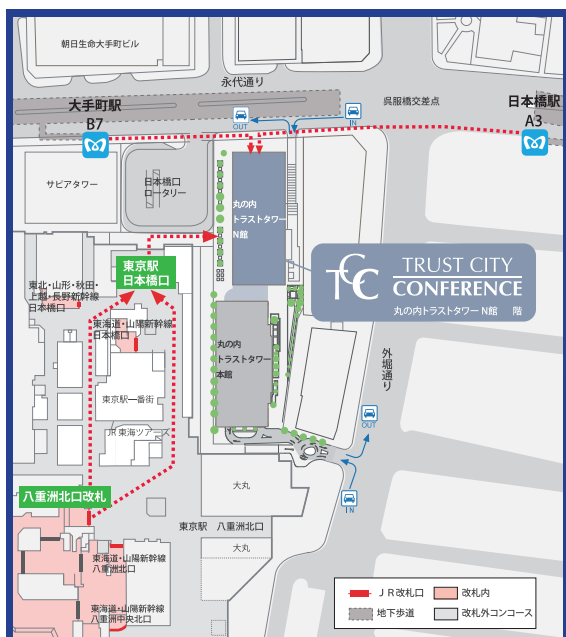 朝日生命大手町ビル
永代通り
大手町駅
B7
呉服橋交差点
日本橋駅
A3
OUT
IN
サピアタワー
日本橋口
ロータリー
丸の内
トラストタワー
N館
東京駅
日本橋口
TCC
TRUST CITY
CONFERENCE
丸の内トラストタワー N館　階
東北・山形・秋田・
上越・長野新幹線
日本橋口
東海道・山陽新幹線
日本橋口
丸の内
トラストタワー
本館
外堀通り
東京駅一番街
JR東海ツアーズ
OUT
IN
八重洲北口改札
大丸
東京駅　八重洲北口
大丸
東海道・山陽新幹線
八重洲北口
東海道・山陽新幹線
八重洲中央北口
JR改札口
改札内
地下歩道
改札外コンコース